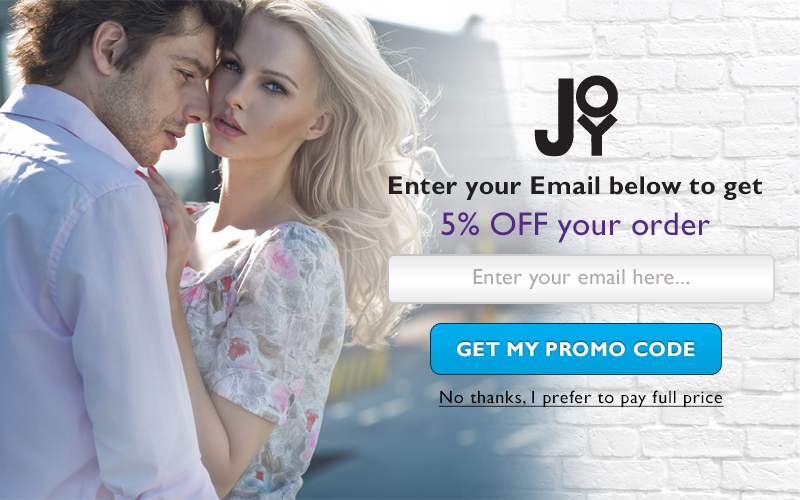 JOY
Enter your Email below to get
5% OFF your order
Enter your email here...
GET MY PROMO CODE
No thanks, I prefer to pay full price